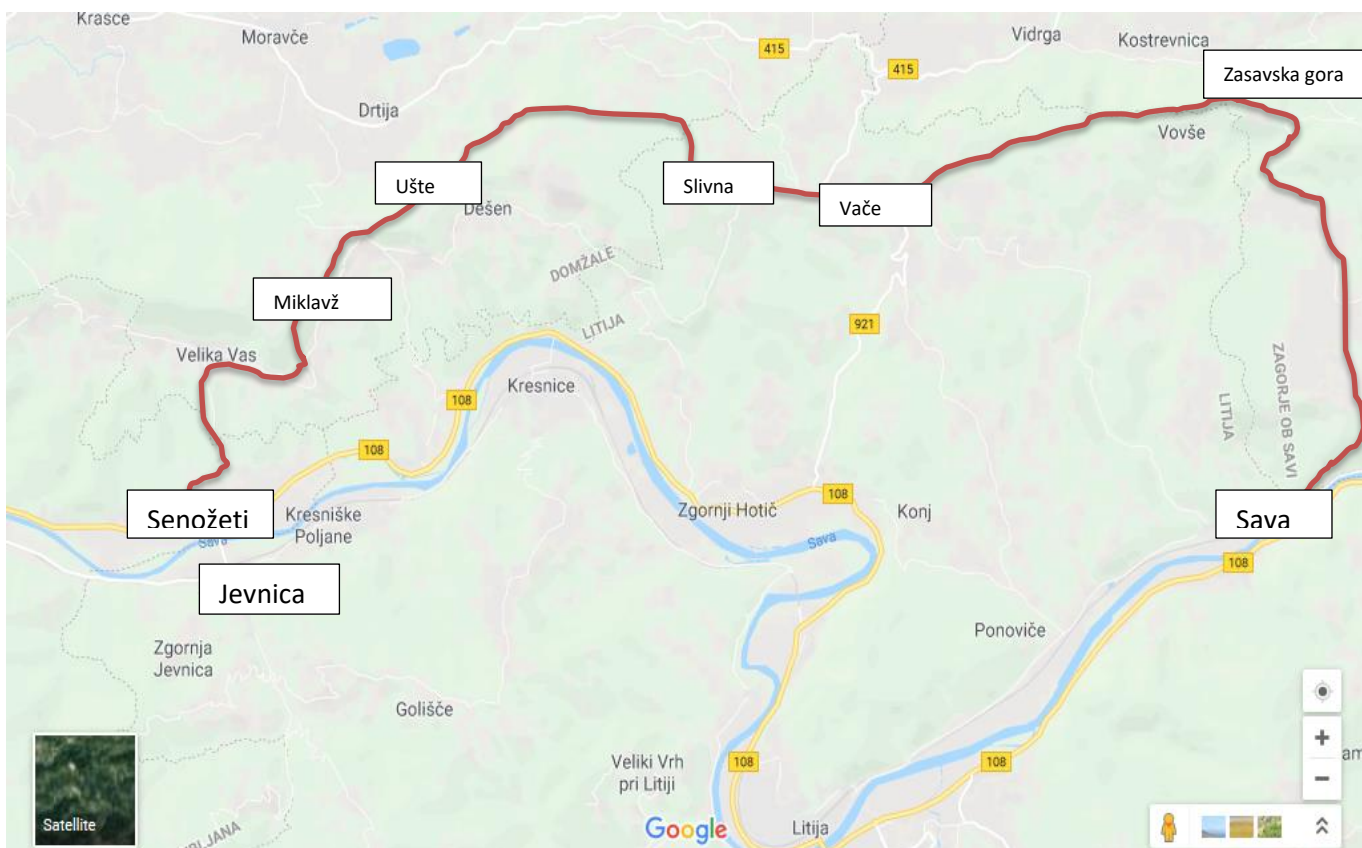 Krašce
Moravče
Vidrga
Kostrevnica
415
415
Zasavska gora
Drtija
Vovše
Ušte
Slivna
Vače
Dešen
DOMŽALE
LITIJA
Miklavž
921
Velika Vas
Kresnice
108
ZAGORJE OB SAVI
LITIJA
108
Senožeti
Kresniške
Poljane
Sava
Zgornji Hotič
108
Konj
Sava
Sava
108
Jevnica
Zgornja
Jevnica
Ponoviče
Golišče
Veliki Vrh
pri Litiji
108
108
Satellite
Google
Litija